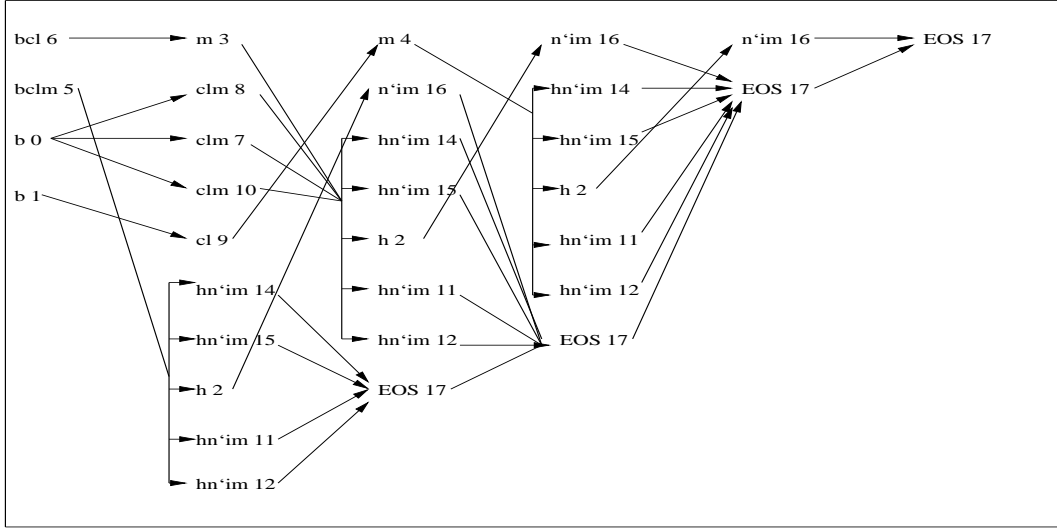 bcl 6 m 3 m 4 n‘im 16 n‘im 16 EOS 17
bclm 5 clm 8 n‘im 16 hn‘im 14 EOS 17
b 0 clm 7 hn‘im 14 hn‘im 15
b 1 clm 10 hn‘im 15 h 2
cl 9 h 2 hn‘im 11
hn‘im 14 hn‘im 11 hn‘im 12
hn‘im 15 hn‘im 12 EOS 17
h 2 EOS 17
hn‘im 11
hn‘im 12